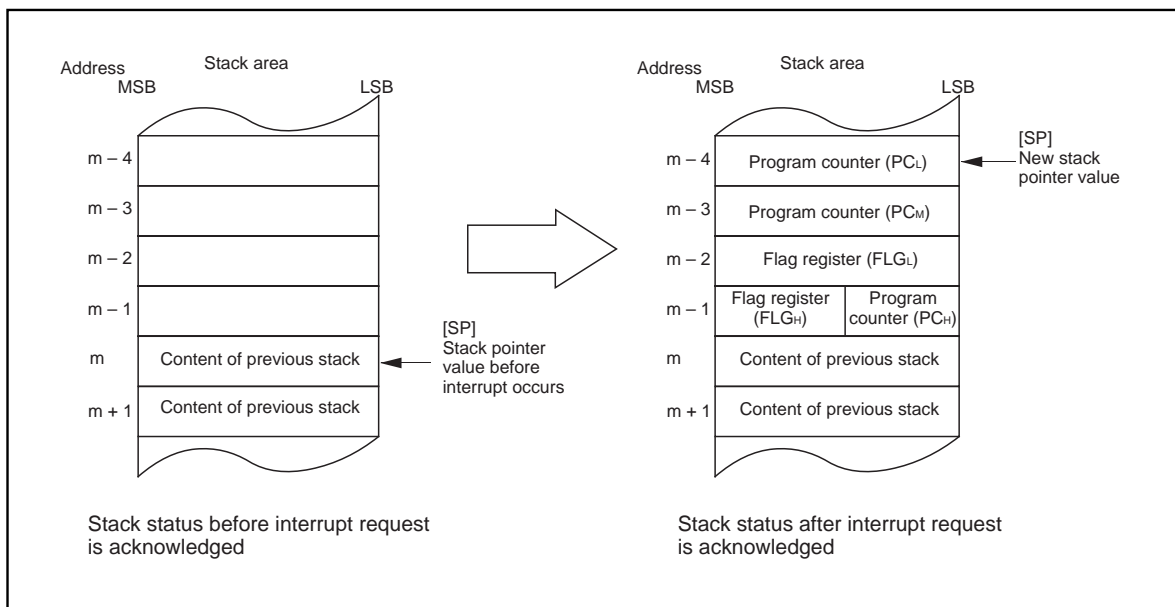 Address
MSB
Stack area
LSB
m – 4
m – 3
m – 2
m – 1
m
Content of previous stack
m + 1
Content of previous stack
[SP]
Stack pointer
value before
interrupt occurs
Stack status before interrupt request
is acknowledged
Address
MSB
Stack area
LSB
m – 4
Program counter (PCL)
[SP]
New stack
pointer value
m – 3
Program counter (PCM)
m – 2
Flag register (FLGL)
m – 1
Flag register
(FLGH)
Program
counter (PCH)
m
Content of previous stack
m + 1
Content of previous stack
Stack status after interrupt request
is acknowledged